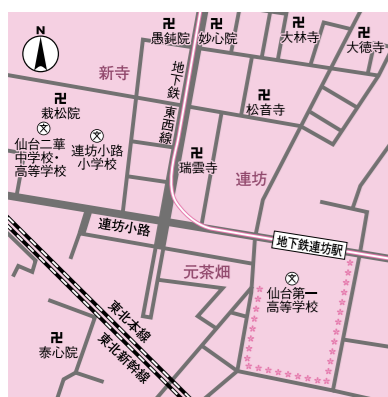 N
愚鈍院
妙心院
大林寺
大徳寺
新寺
地下鉄
東西線
栽松院
松音寺
仙台二華
中学校・
高等学校
連坊小路
小学校
瑞雲寺
連坊
連坊小路
地下鉄連坊駅
元茶畑
仙台第一
高等学校
東北本線
東北新幹線
泰心院